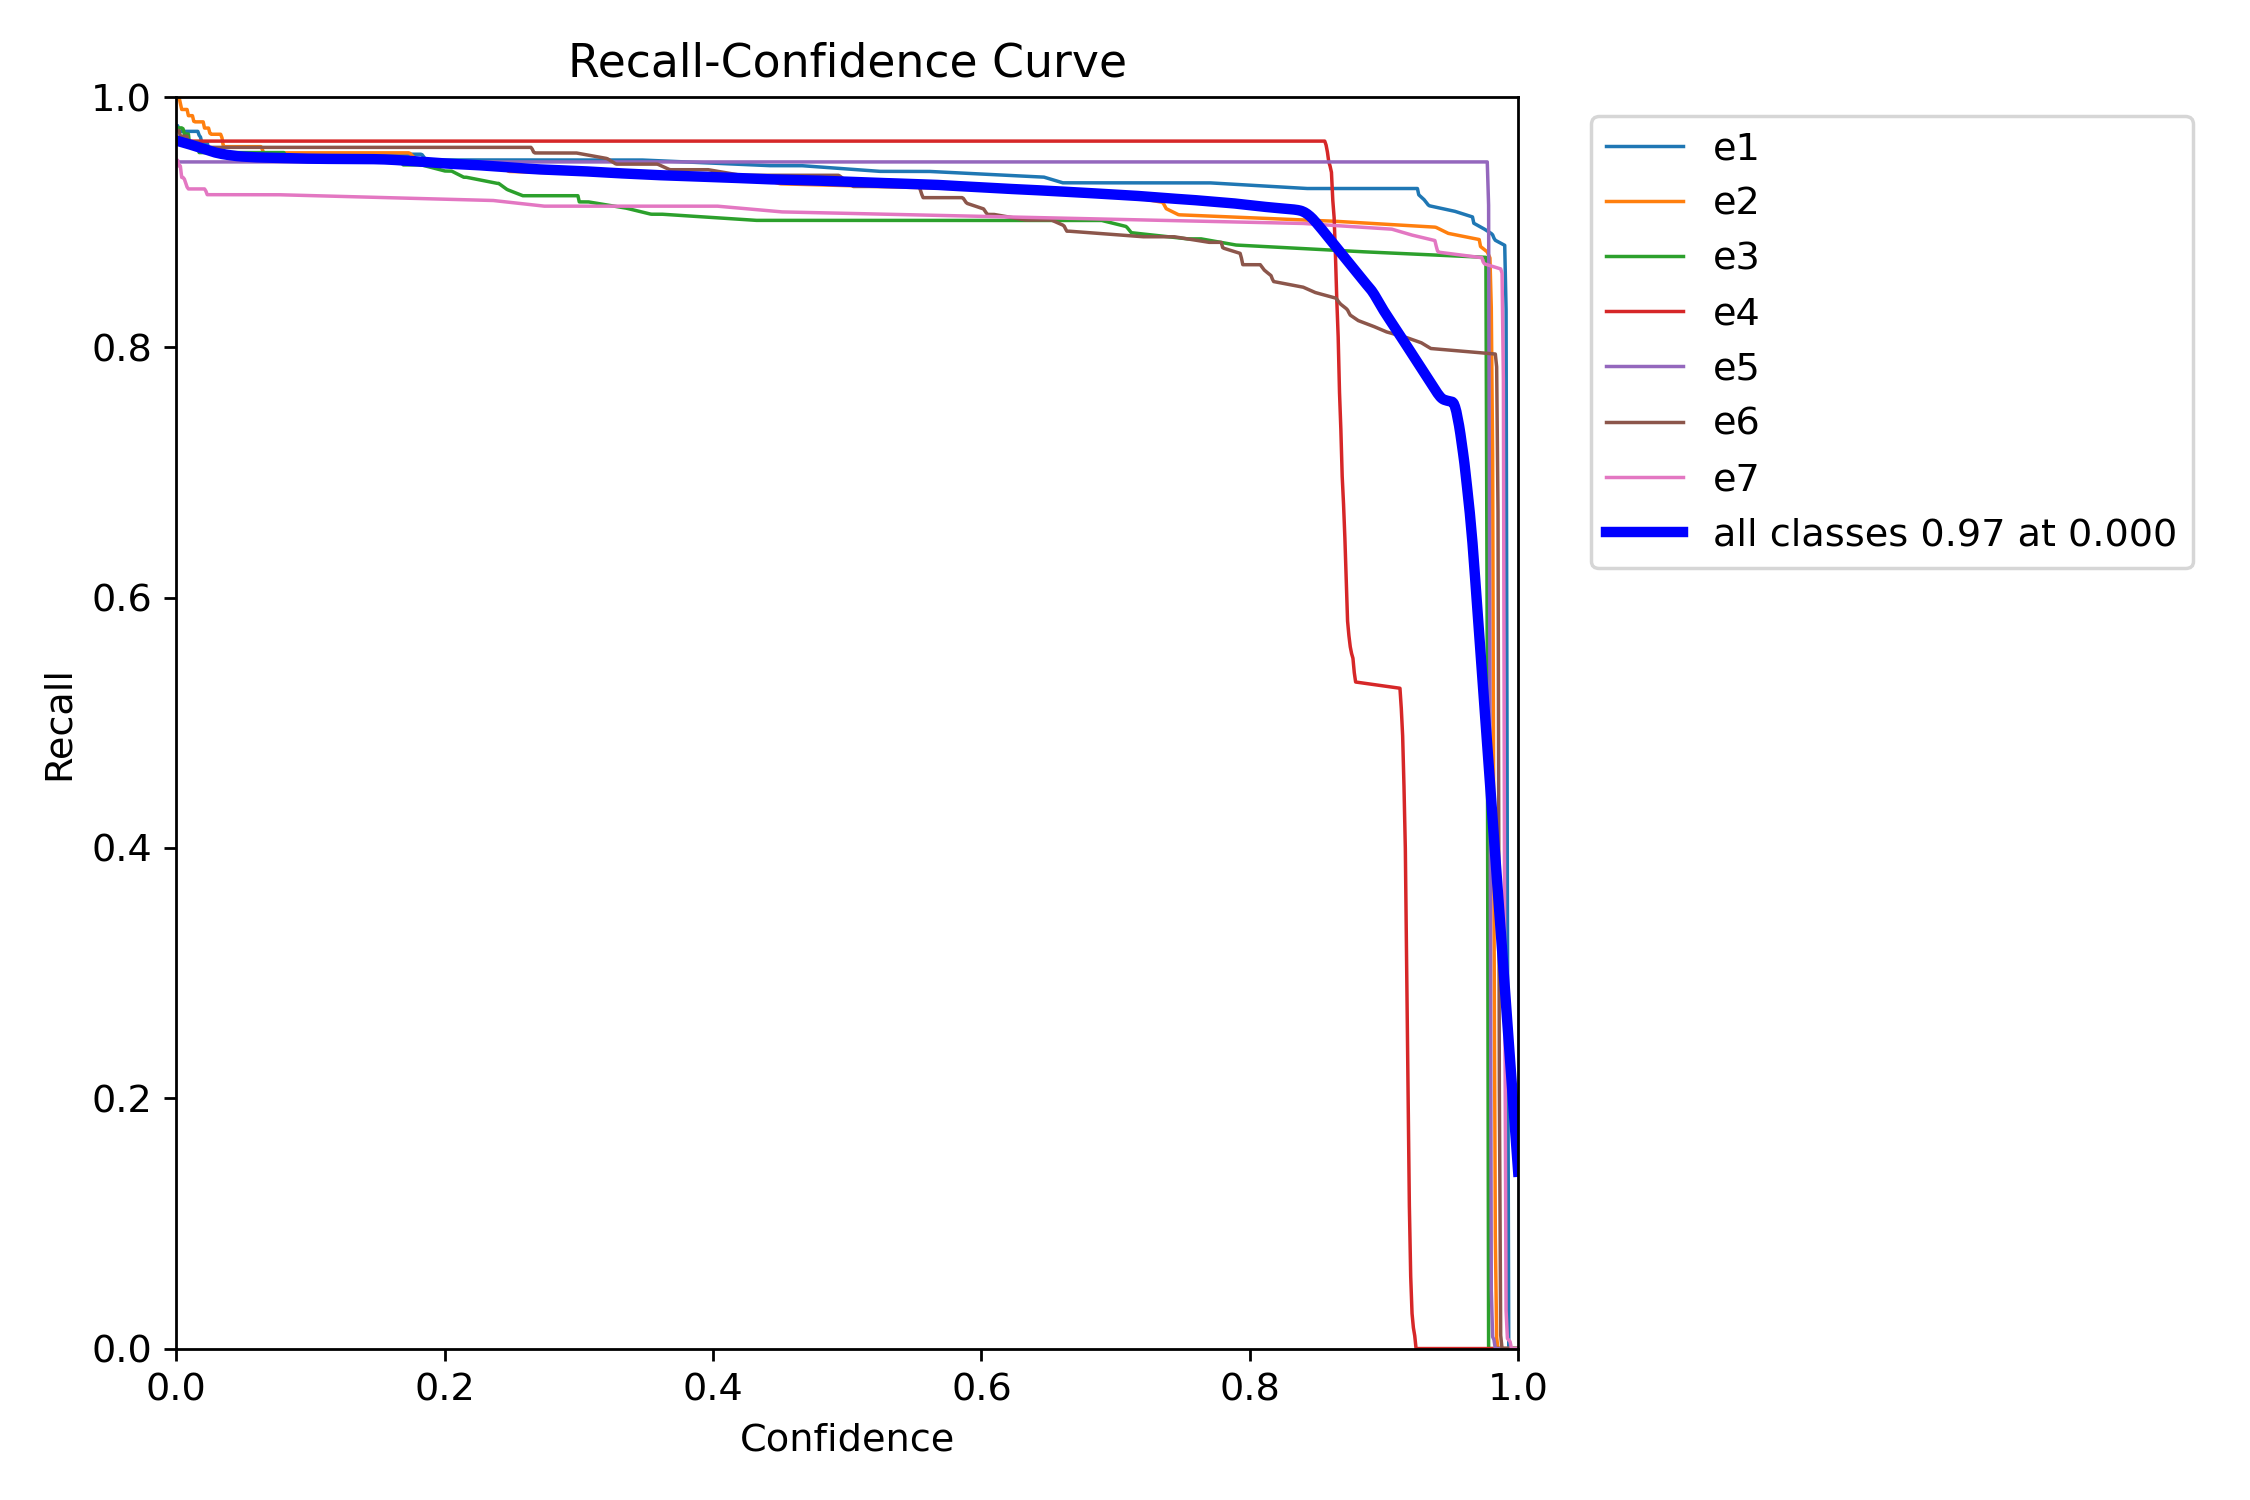 Recall-Confidence Curve
1.0
0.8
0.6
0.4
0.2
0.0
Recall
0.0 0.2 0.4 0.6 0.8 1.0
Confidence
e1
e2
e3
e4
e5
e6
e7
all classes 0.97 at 0.000